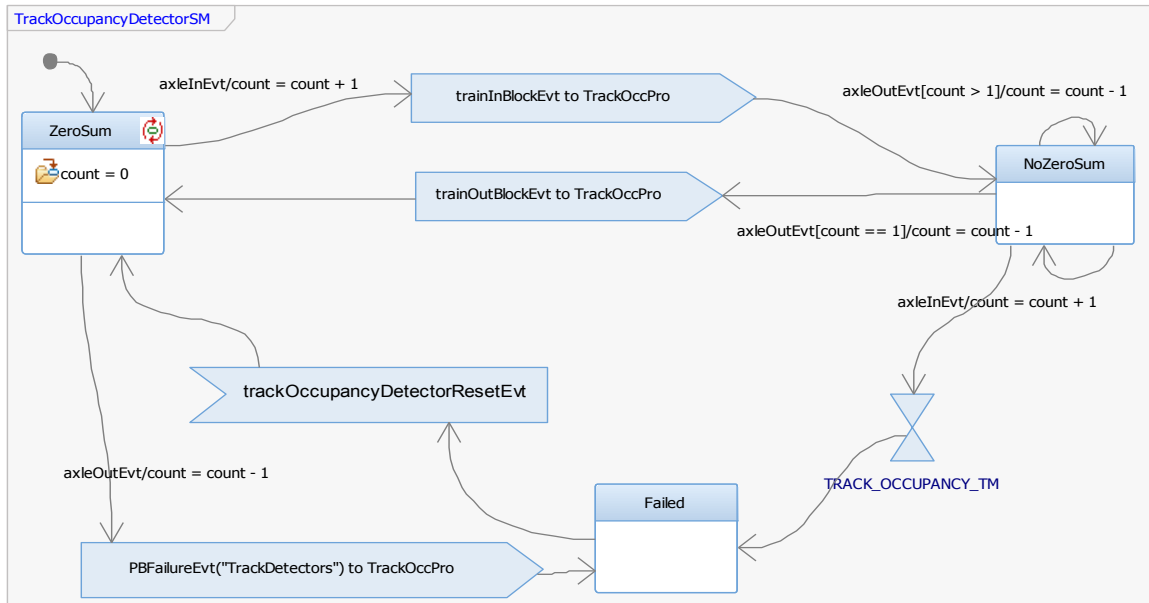 TrackOccupancyDetectorSM
axleInEvt/count = count + 1
trainInBlockEvt to TrackOccPro
axleOutEvt[count > 1]/count = count - 1
ZeroSum
count = 0
NoZeroSum
trainOutBlockEvt to TrackOccPro
axleOutEvt[count == 1]/count = count - 1
axleInEvt/count = count + 1
trackOccupancyDetectorResetEvt
axleOutEvt/count = count - 1
TRACK_OCCUPANCY_TM
Failed
PBFailureEvt("TrackDetectors") to TrackOccPro